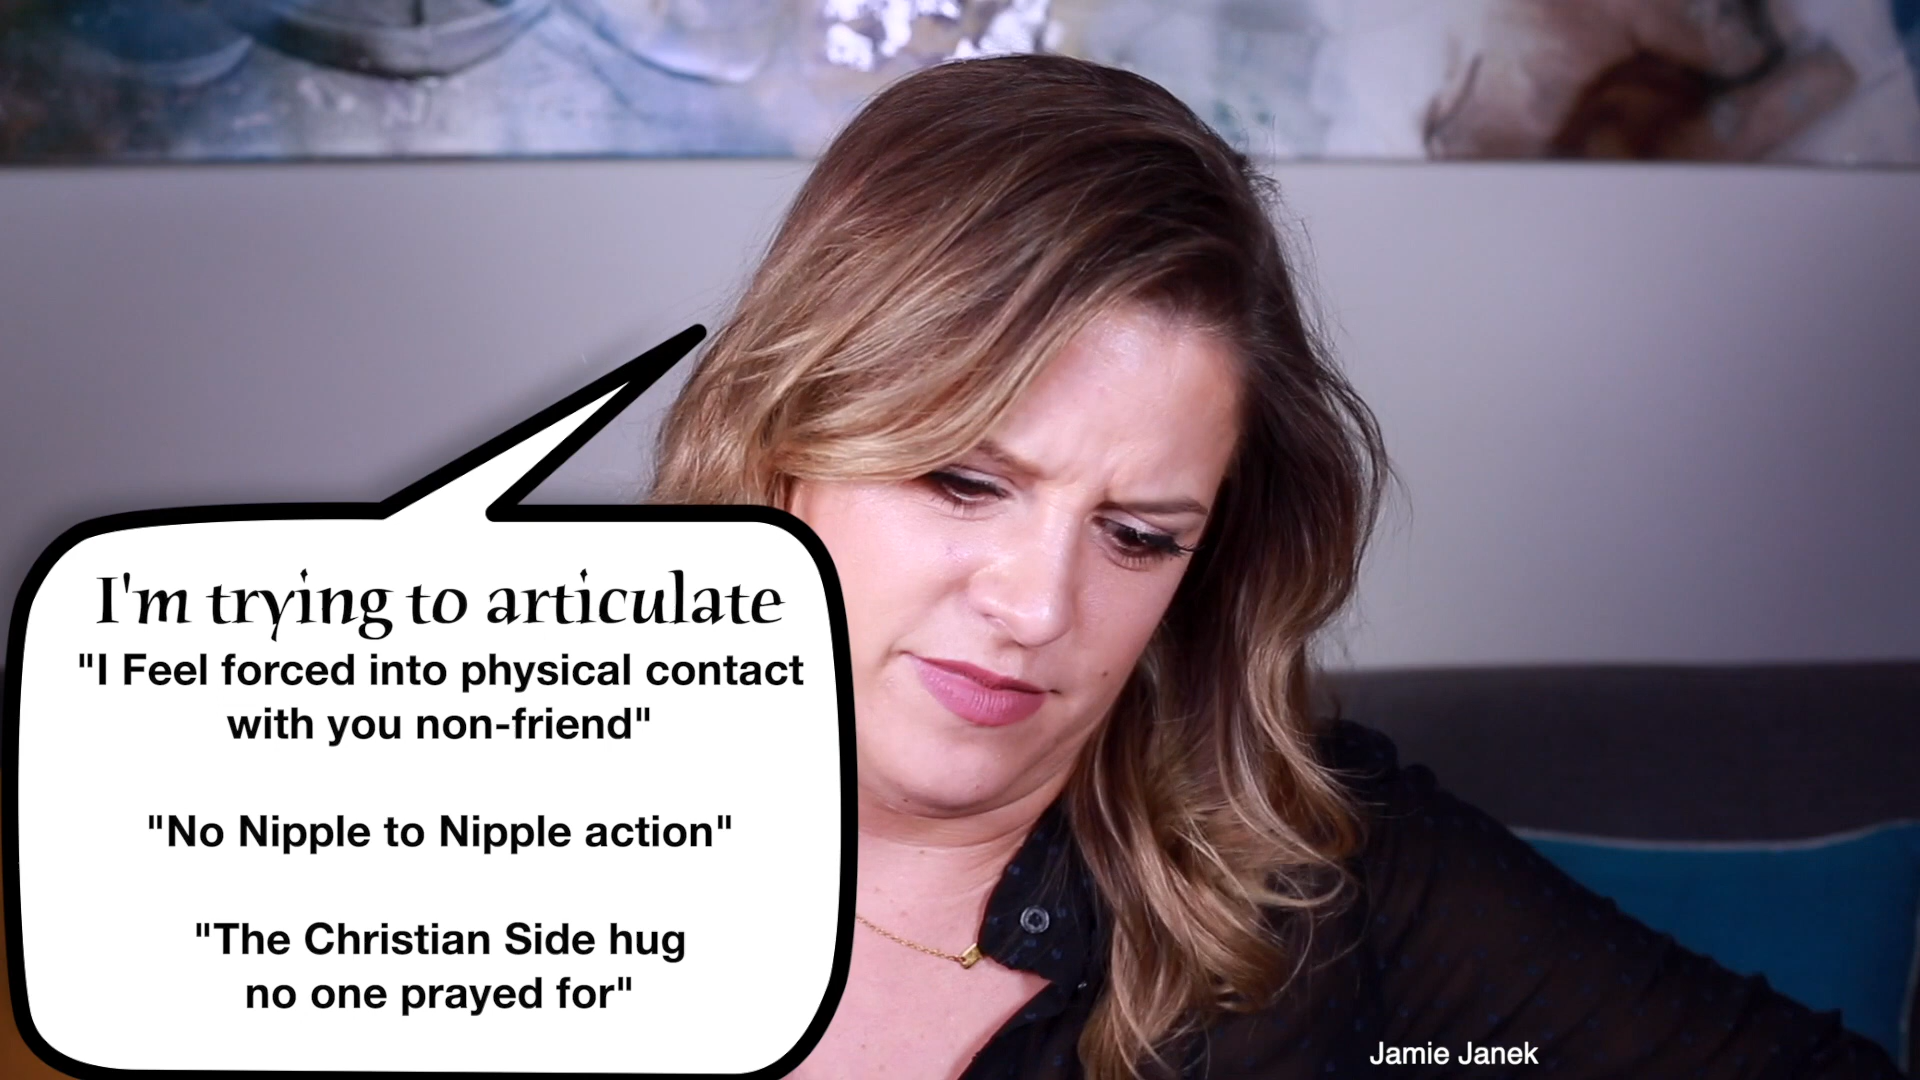 I'm trying to articulate
"I Feel forced into physical contact
with you non-friend"
"No Nipple to Nipple action"
"The Christian Side hug
no one prayed for"
Jamie Janek